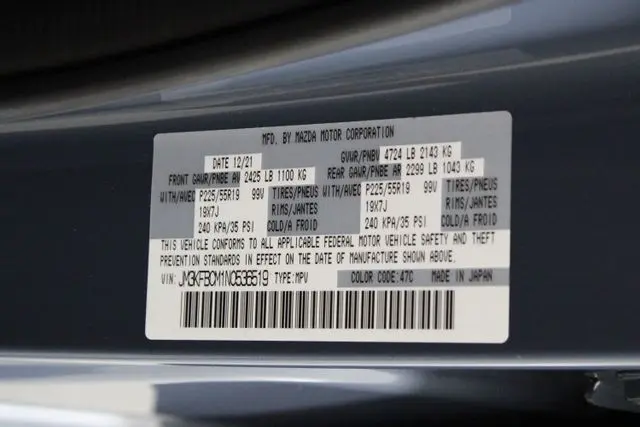 MFD. BY MAZDA MOTOR CORPORATION
DATE 12/21 GVWR/PNBV 4724 LB 2143 KG
FRONT GAWR/PNBE AV 2425 LB 1100 KG REAR GAWR/PNBE AR 2299 LB 1043 KG
WITH/AVEC P225/55R19 99V TIRES/PNEUS WITH/AVEC P225/55R19 99V TIRES/PNEUS
19X7J RIMS/JANTES 19X7J RIMS/JANTES
240 KPA/35 PSI COLD/A FROID 240 KPA/35 PSI COLD/A FROID
THIS VEHICLE CONFORMS TO ALL APPLICABLE FEDERAL MOTOR VEHICLE SAFETY AND THEFT
PREVENTION STANDARDS IN EFFECT ON THE DATE OF MANUFACTURE SHOWN ABOVE.
VIN: JM3KFBCM1N0536519 TYPE:MPV COLOR CODE:47C MADE IN JAPAN